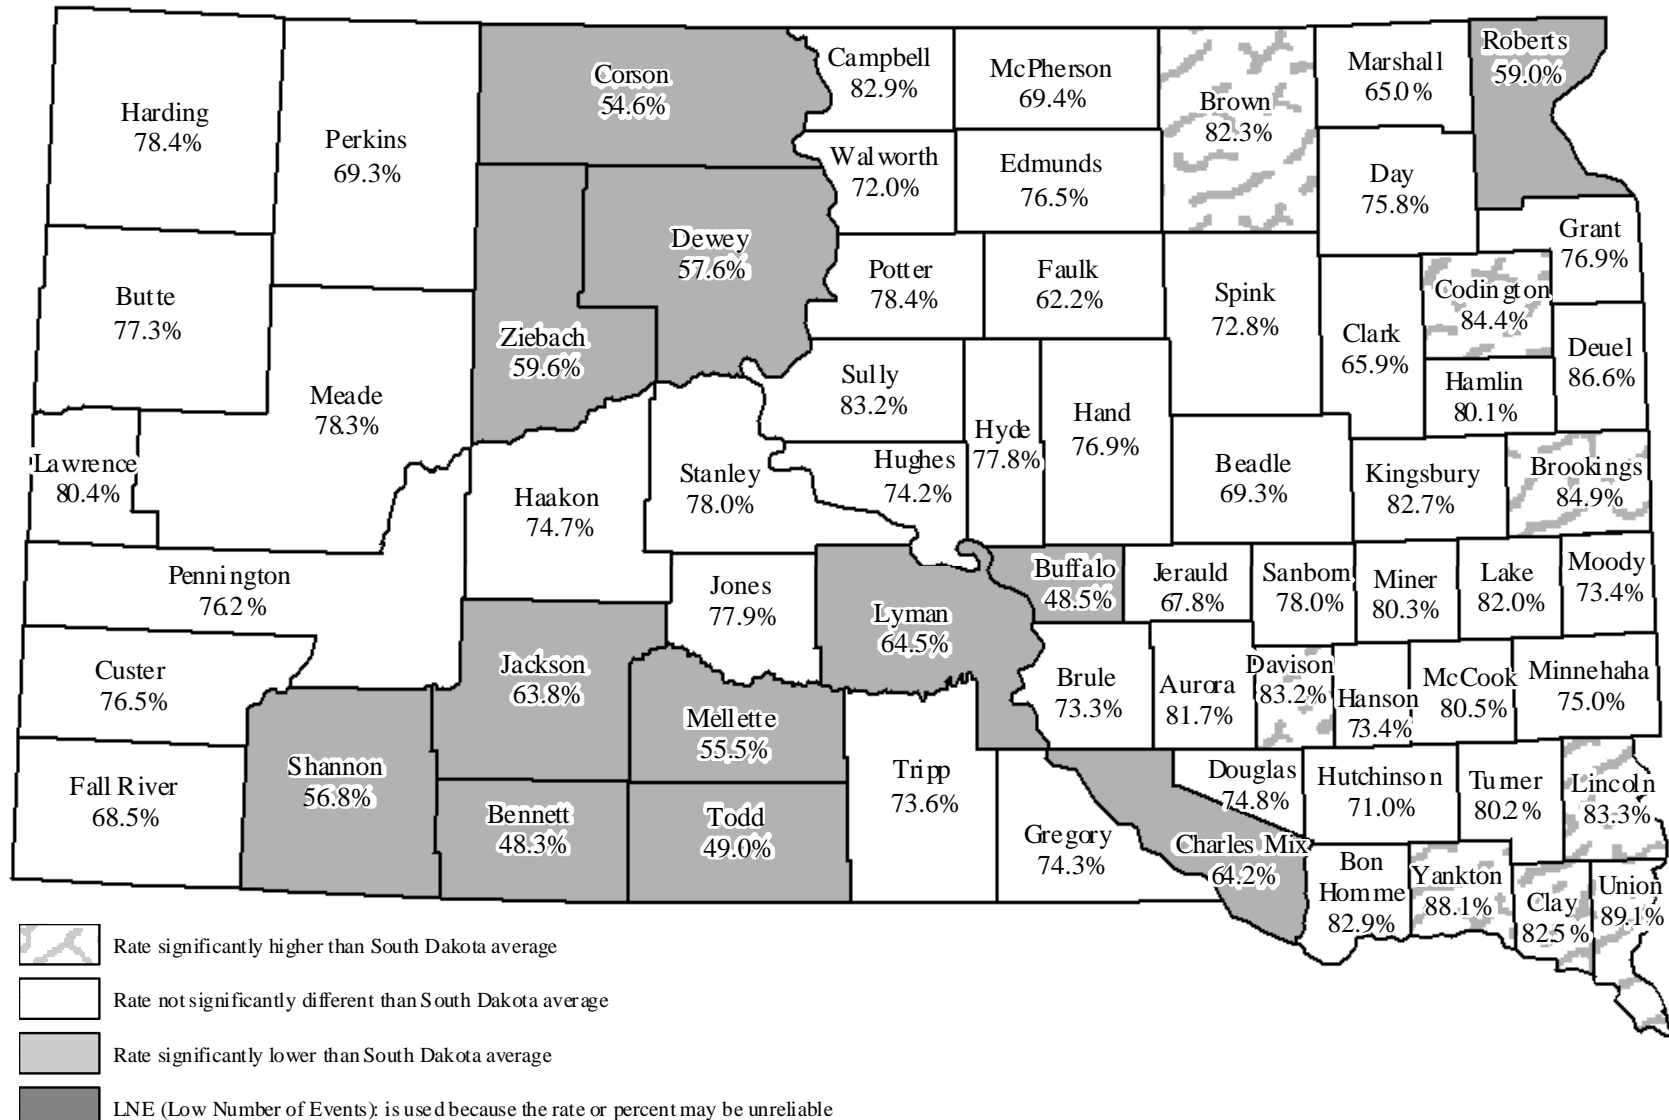 Harding
78.4%
Perkins
69.3%
Corson
54.6%
Campbell
82.9%
McPherson
69.4%
Brown
82.3%
Marshall
65.0%
Roberts
59.0%
Walworth
72.0%
Edmunds
76.5%
Day
75.8%
Grant
76.9%
Butte
77.3%
Dewey
57.6%
Ziebach
59.6%
Potter
78.4%
Faulk
62.2%
Spink
72.8%
Codington
84.4%
Clark
65.9%
Deuel
86.6%
Hamlin
80.1%
Meade
78.3%
Sully
83.2%
Hyde
77.8%
Hand
76.9%
Lawrence
80.4%
Haakon
74.7%
Stanley
78.0%
Hughes
74.2%
Beadle
69.3%
Kingsbury
82.7%
Brookings
84.9%
Pennington
76.2%
Jones
77.9%
Lyman
64.5%
Buffalo
48.5%
Jerauld
67.8%
Sanborn
78.0%
Miner
80.3%
Lake
82.0%
Moody
73.4%
Custer
76.5%
Jackson
63.8%
Mellette
55.5%
Brule
73.3%
Aurora
81.7%
Davison
83.2%
Hanson
73.4%
McCook
80.5%
Minnehaha
75.0%
Fall River
68.5%
Shannon
56.8%
Bennett
48.3%
Todd
49.0%
Tripp
73.6%
Gregory
74.3%
Douglas
74.8%
Charles Mix
64.2%
Hutchinson
71.0%
Turner
80.2%
Lincoln
83.3%
Bon
Homme
82.9%
Yankton
88.1%
Clay
82.5%
Union
89.1%
Rate significantly higher than South Dakota average
Rate not significantly different than South Dakota average
Rate significantly lower than South Dakota average
LNE (Low Number of Events): is used because the rate or percent may be unreliable